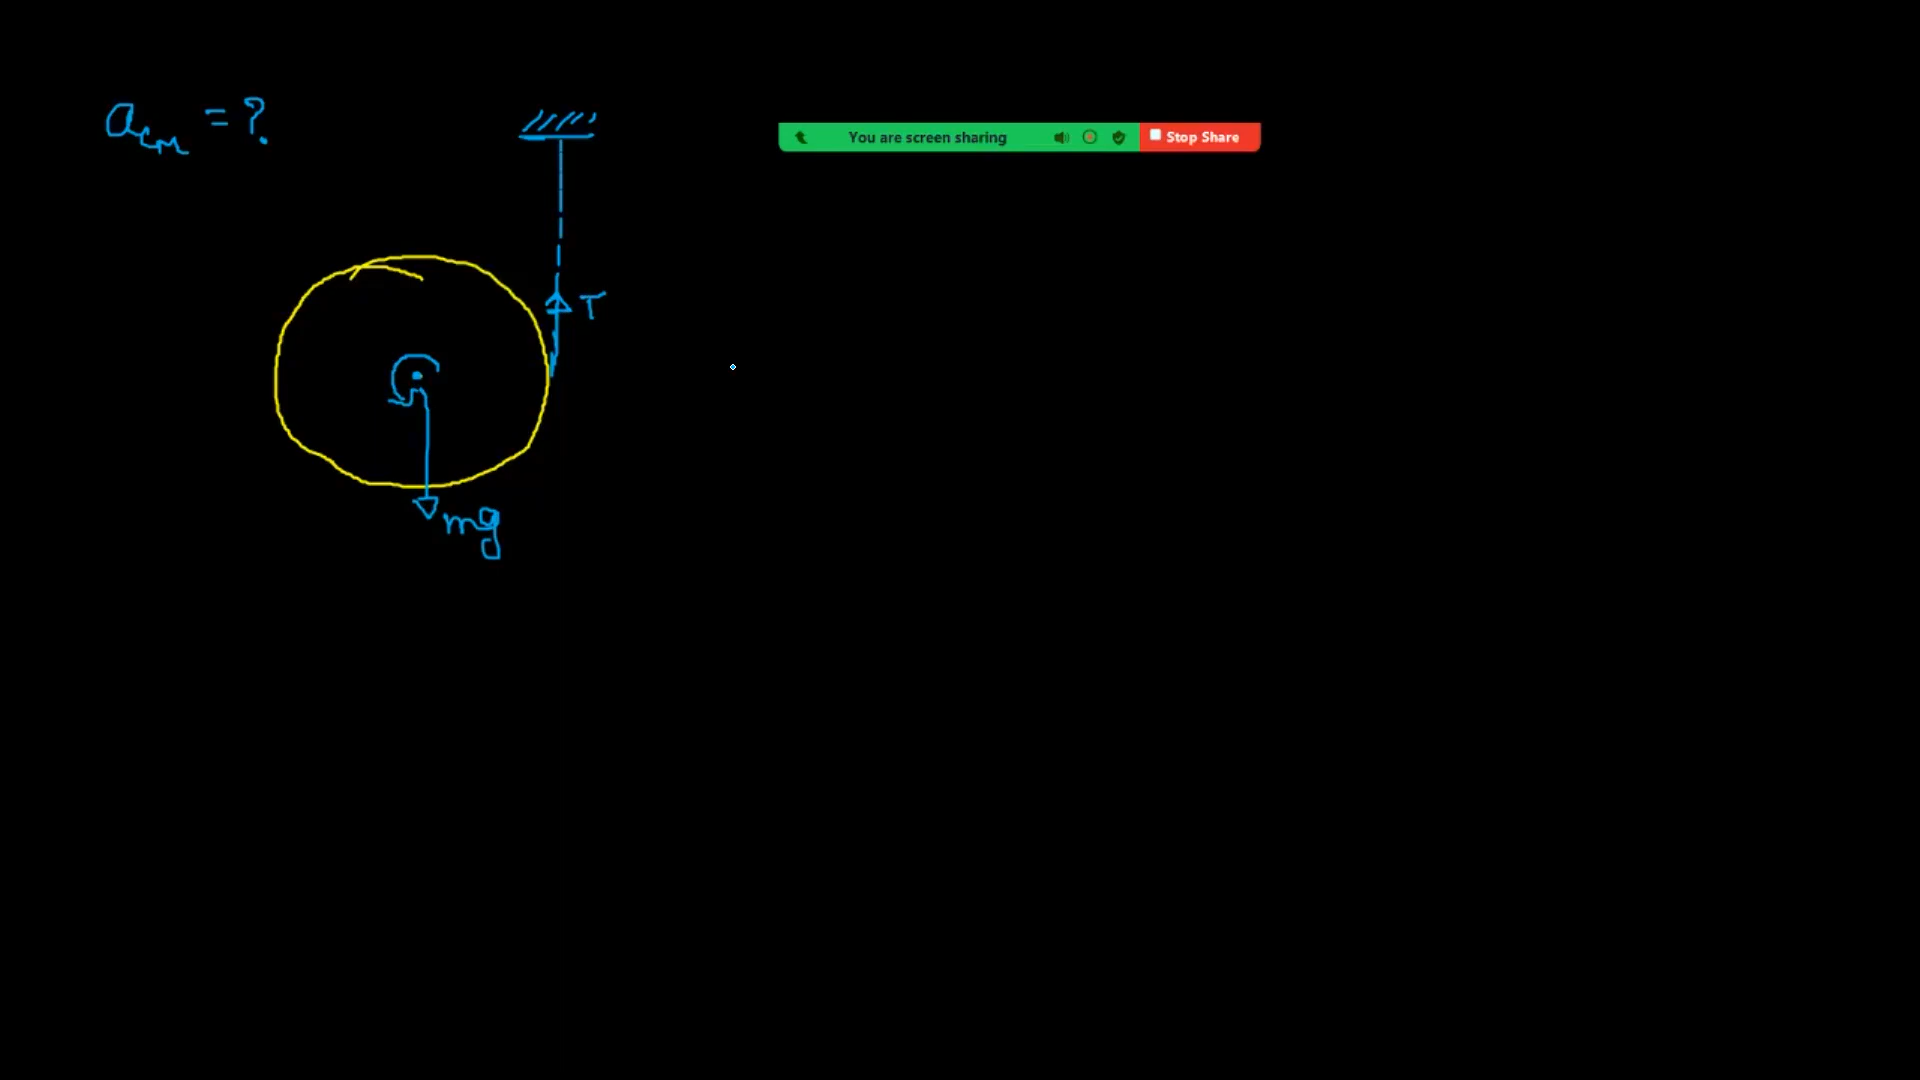 a_cm = ?
You are screen sharing
Stop Share
T
mg